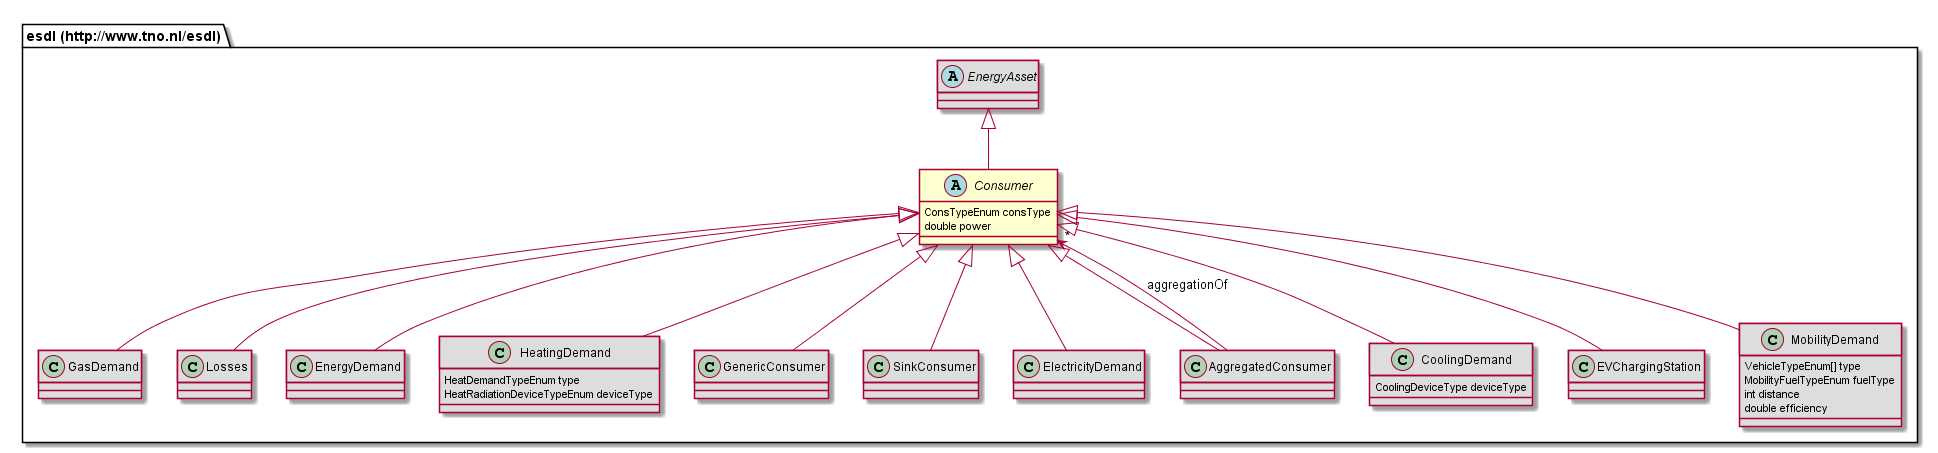 esdl (http://www.tno.nl/esdl)
A EnergyAsset
A Consumer
ConsTypeEnum consType
double power
*
aggregationOf
C GasDemand
C Losses
C EnergyDemand
C HeatingDemand
HeatDemandTypeEnum type
HeatRadiationDeviceTypeEnum deviceType
C GenericConsumer
C SinkConsumer
C ElectricityDemand
C AggregatedConsumer
C CoolingDemand
CoolingDeviceType deviceType
C EVChargingStation
C MobilityDemand
VehicleTypeEnum[] type
MobilityFuelTypeEnum fuelType
int distance
double efficiency